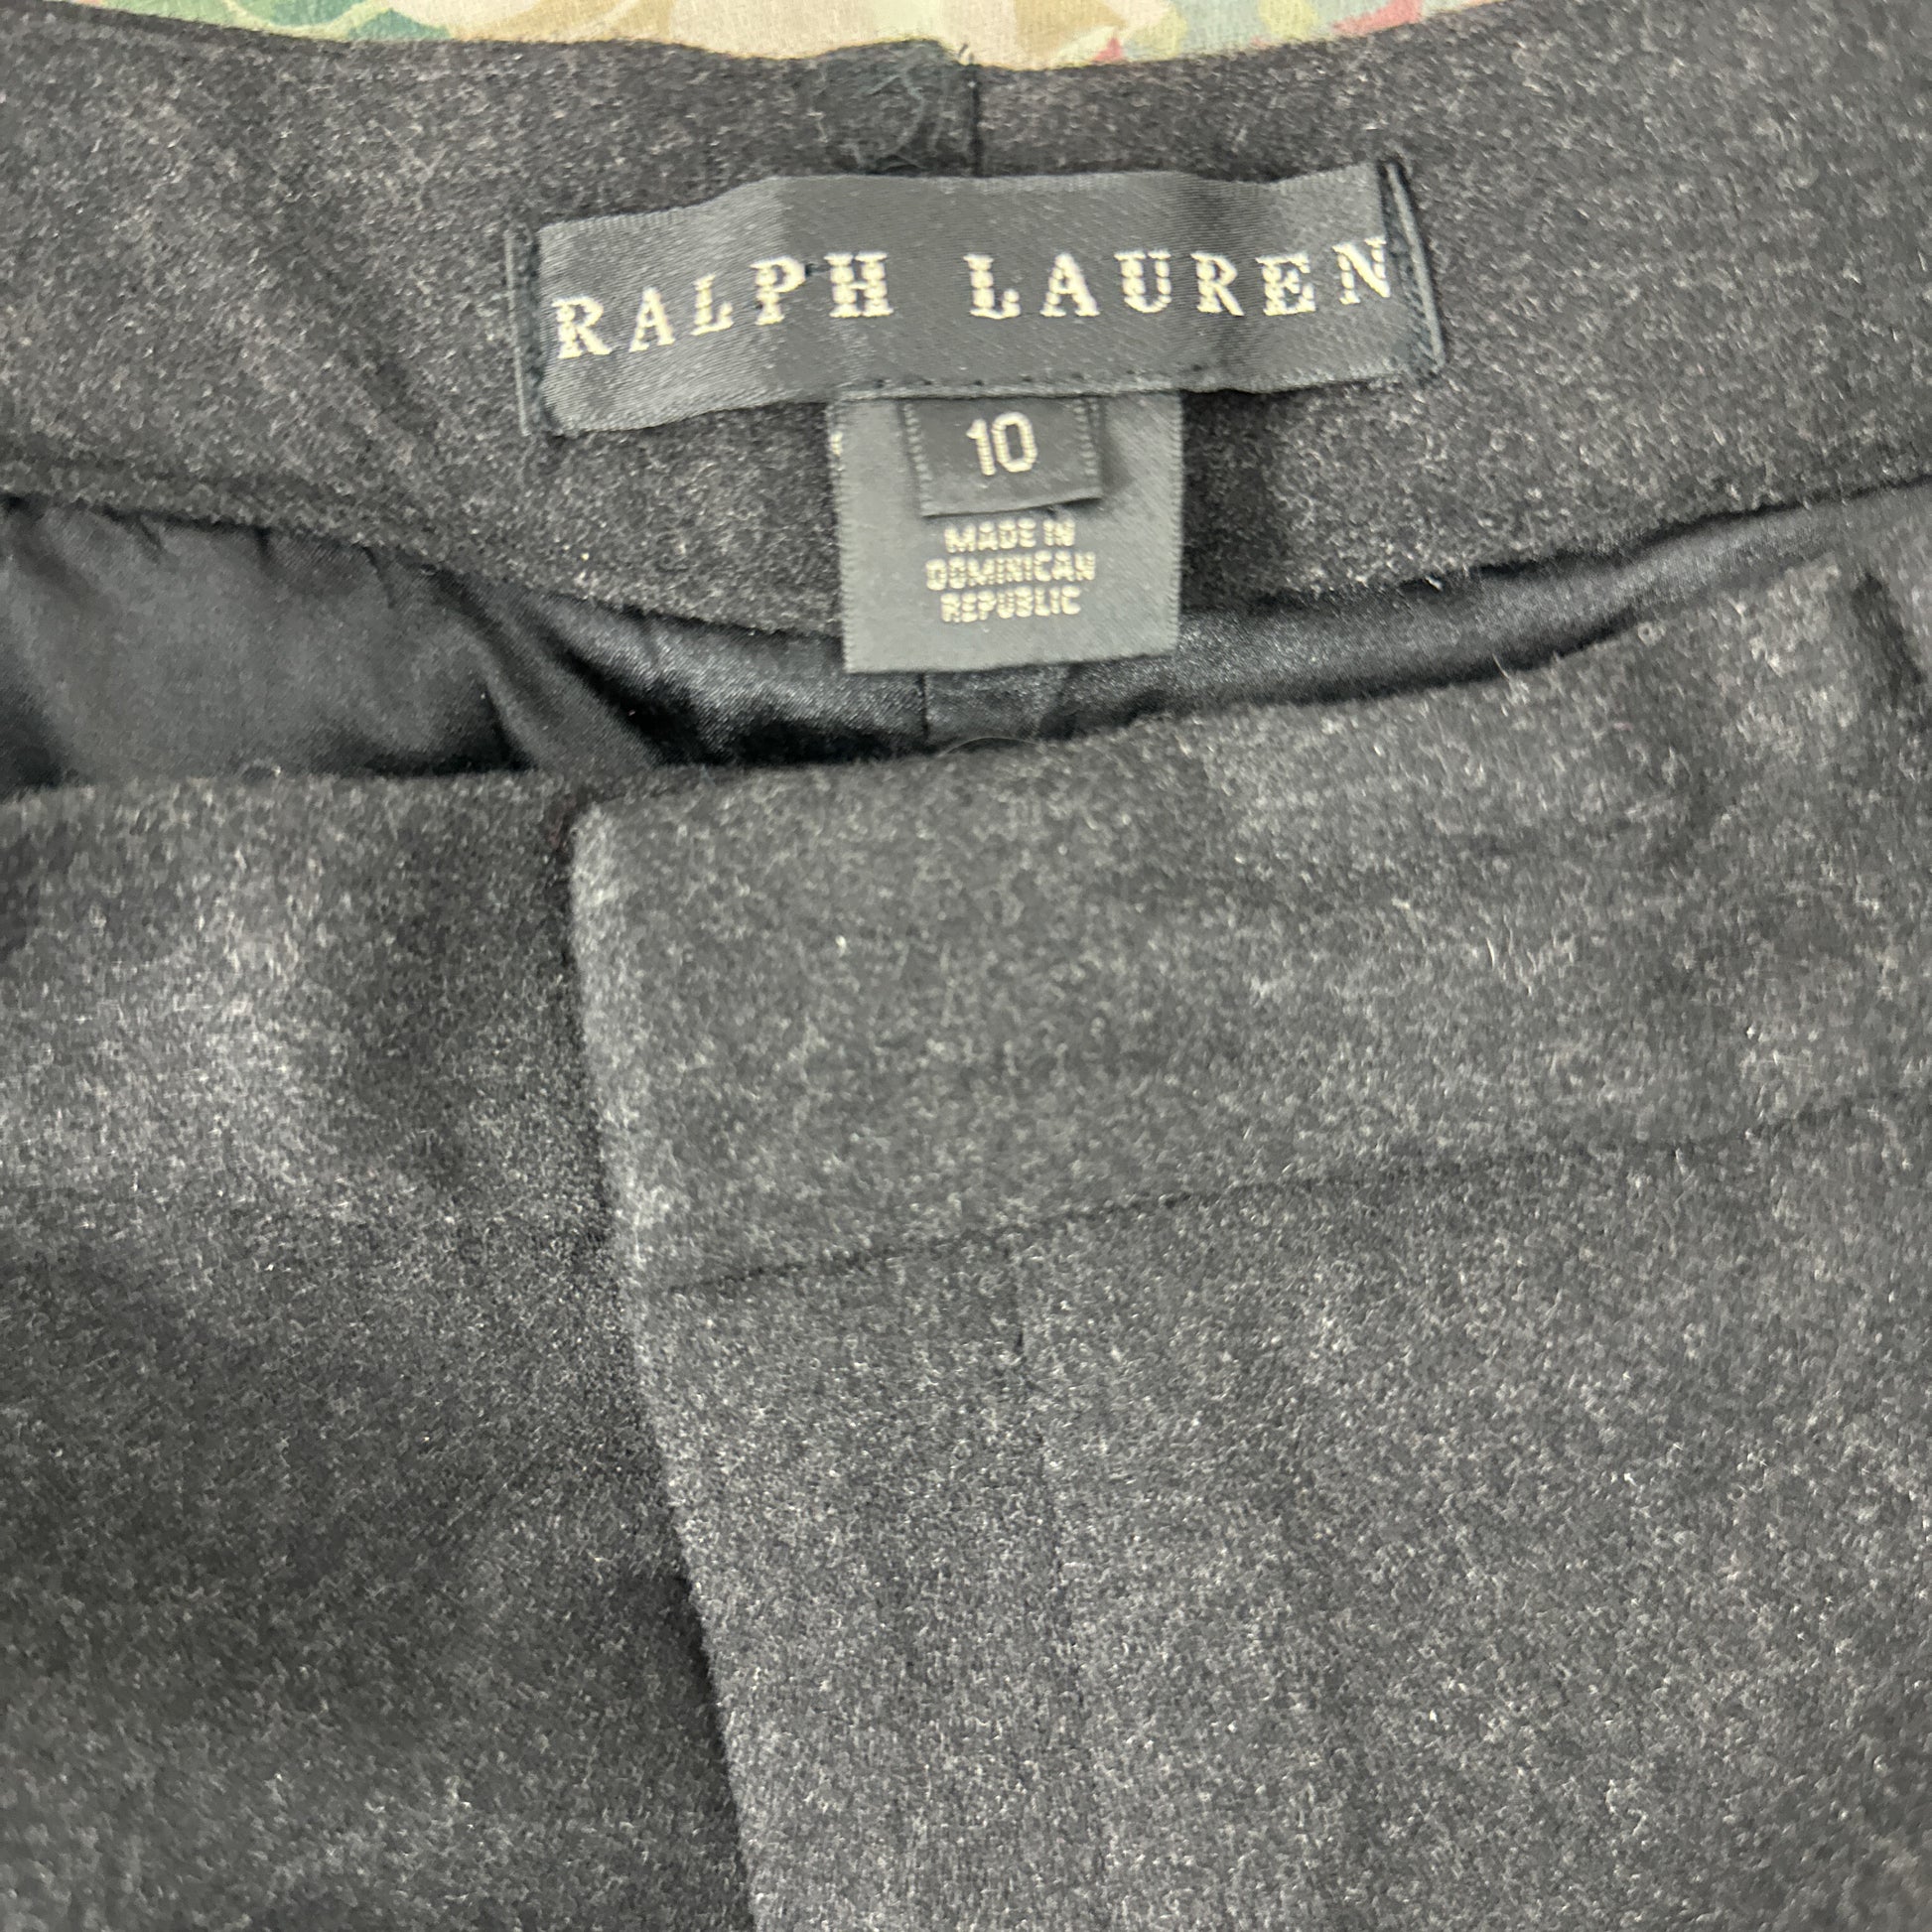 RALPH LAUREN
10
MADE IN
DOMINICAN
REPUBLIC